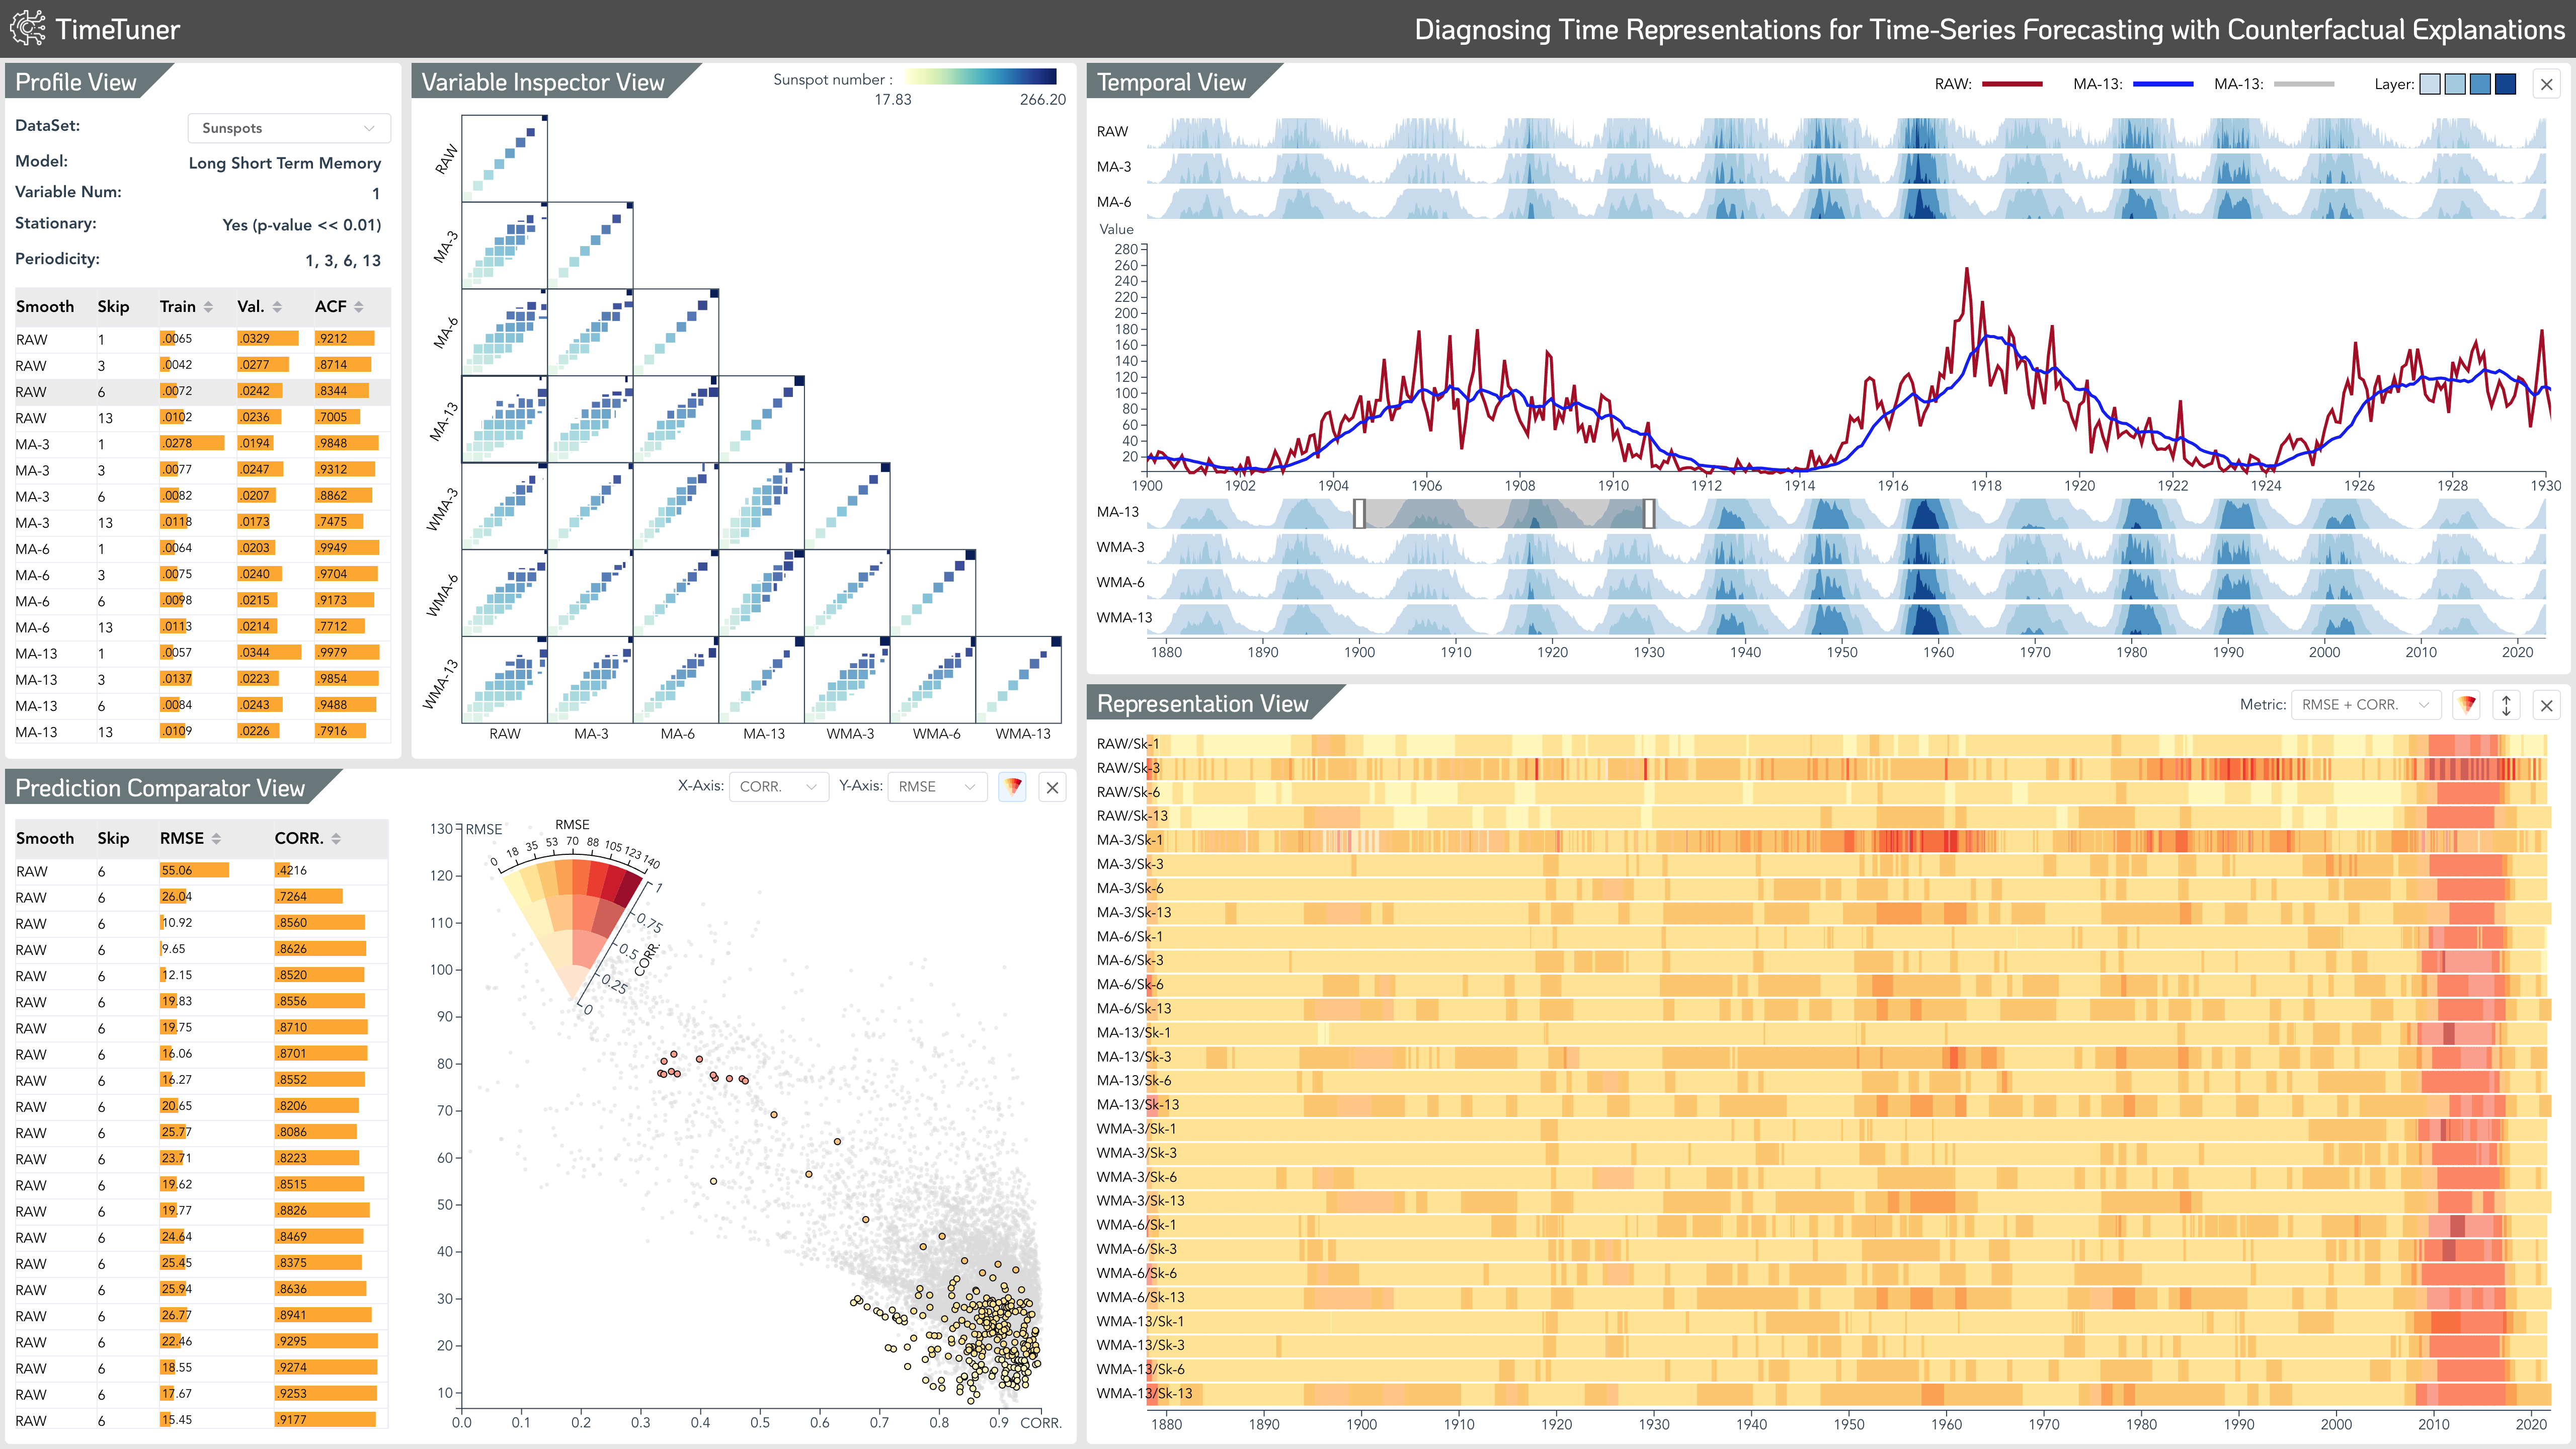 TimeTuner
Diagnosing Time Representations for Time-Series Forecasting with Counterfactual Explanations
Profile View
DataSet: Sunspots
Model: Long Short Term Memory
Variable Num: 1
Stationary: Yes (p-value << 0.01)
Periodicity: 1, 3, 6, 13
Smooth Skip Train Val. ACF
RAW 1 .0065 .0329 .9212
RAW 3 .0042 .0277 .8714
RAW 6 .0072 .0242 .8344
RAW 13 .0102 .0236 .7005
MA-3 1 .0278 .0194 .9848
MA-3 3 .0077 .0247 .9312
MA-3 6 .0082 .0207 .8862
MA-3 13 .0118 .0173 .7475
MA-6 1 .0064 .0203 .9949
MA-6 3 .0075 .0240 .9704
MA-6 6 .0098 .0215 .9173
MA-6 13 .0113 .0214 .7712
MA-13 1 .0057 .0344 .9979
MA-13 3 .0137 .0223 .9854
MA-13 6 .0084 .0243 .9488
MA-13 13 .0109 .0226 .7916
Variable Inspector View
Sunspot number :
17.83 266.20
RAW
MA-3
MA-6
MA-13
WMA-3
WMA-6
WMA-13
RAW MA-3 MA-6 MA-13 WMA-3 WMA-6 WMA-13
Temporal View
RAW: MA-13: MA-13: Layer:
RAW
MA-3
MA-6
Value
280
260
240
220
200
180
160
140
120
100
80
60
40
20
1900 1902 1904 1906 1908 1910 1912 1914 1916 1918 1920 1922 1924 1926 1928 1930
MA-13
WMA-3
WMA-6
WMA-13
1880 1890 1900 1910 1920 1930 1940 1950 1960 1970 1980 1990 2000 2010 2020
Prediction Comparator View
X-Axis: CORR. Y-Axis: RMSE
Smooth Skip RMSE CORR.
RAW 6 55.06 .4216
RAW 6 26.04 .7264
RAW 6 10.92 .8560
RAW 6 9.65 .8626
RAW 6 12.15 .8520
RAW 6 19.83 .8556
RAW 6 19.75 .8710
RAW 6 16.06 .8701
RAW 6 16.27 .8552
RAW 6 20.65 .8206
RAW 6 25.77 .8086
RAW 6 23.71 .8223
RAW 6 19.62 .8515
RAW 6 19.77 .8826
RAW 6 24.64 .8469
RAW 6 25.45 .8375
RAW 6 25.94 .8636
RAW 6 26.77 .8941
RAW 6 22.46 .9295
RAW 6 18.55 .9274
RAW 6 17.67 .9253
RAW 6 15.45 .9177
RMSE
130
120
110
100
90
80
70
60
50
40
30
20
10
0.0 0.1 0.2 0.3 0.4 0.5 0.6 0.7 0.8 0.9 CORR.
RMSE
0 18 35 53 70 88 105 123 140
1
0.75
0.5
0.25
0
CORR.
Representation View
Metric: RMSE + CORR.
RAW/Sk-1
RAW/Sk-3
RAW/Sk-6
RAW/Sk-13
MA-3/Sk-1
MA-3/Sk-3
MA-3/Sk-6
MA-3/Sk-13
MA-6/Sk-1
MA-6/Sk-3
MA-6/Sk-6
MA-6/Sk-13
MA-13/Sk-1
MA-13/Sk-3
MA-13/Sk-6
MA-13/Sk-13
WMA-3/Sk-1
WMA-3/Sk-3
WMA-3/Sk-6
WMA-3/Sk-13
WMA-6/Sk-1
WMA-6/Sk-3
WMA-6/Sk-6
WMA-6/Sk-13
WMA-13/Sk-1
WMA-13/Sk-3
WMA-13/Sk-6
WMA-13/Sk-13
1880 1890 1900 1910 1920 1930 1940 1950 1960 1970 1980 1990 2000 2010 2020